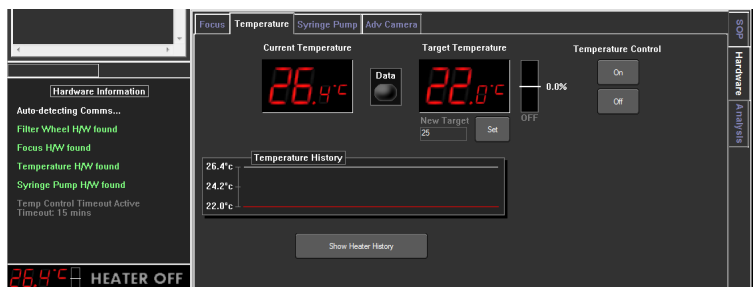 Focus Temperature Syringe Pump Adv Camera
Current Temperature Target Temperature Temperature Control
26.4°C Data 22.0°C 0.0% On
Off
OFF
New Target
25 Set
Temperature History
26.4°c
24.2°c
22.0°c
Show Heater History
Hardware Information
Auto-detecting Comms...
Filter Wheel H/W found
Focus H/W found
Temperature H/W found
Syringe Pump H/W found
Temp Control Timeout Active
Timeout: 15 mins
26.4°C HEATER OFF
SOP
Hardware
Analysis